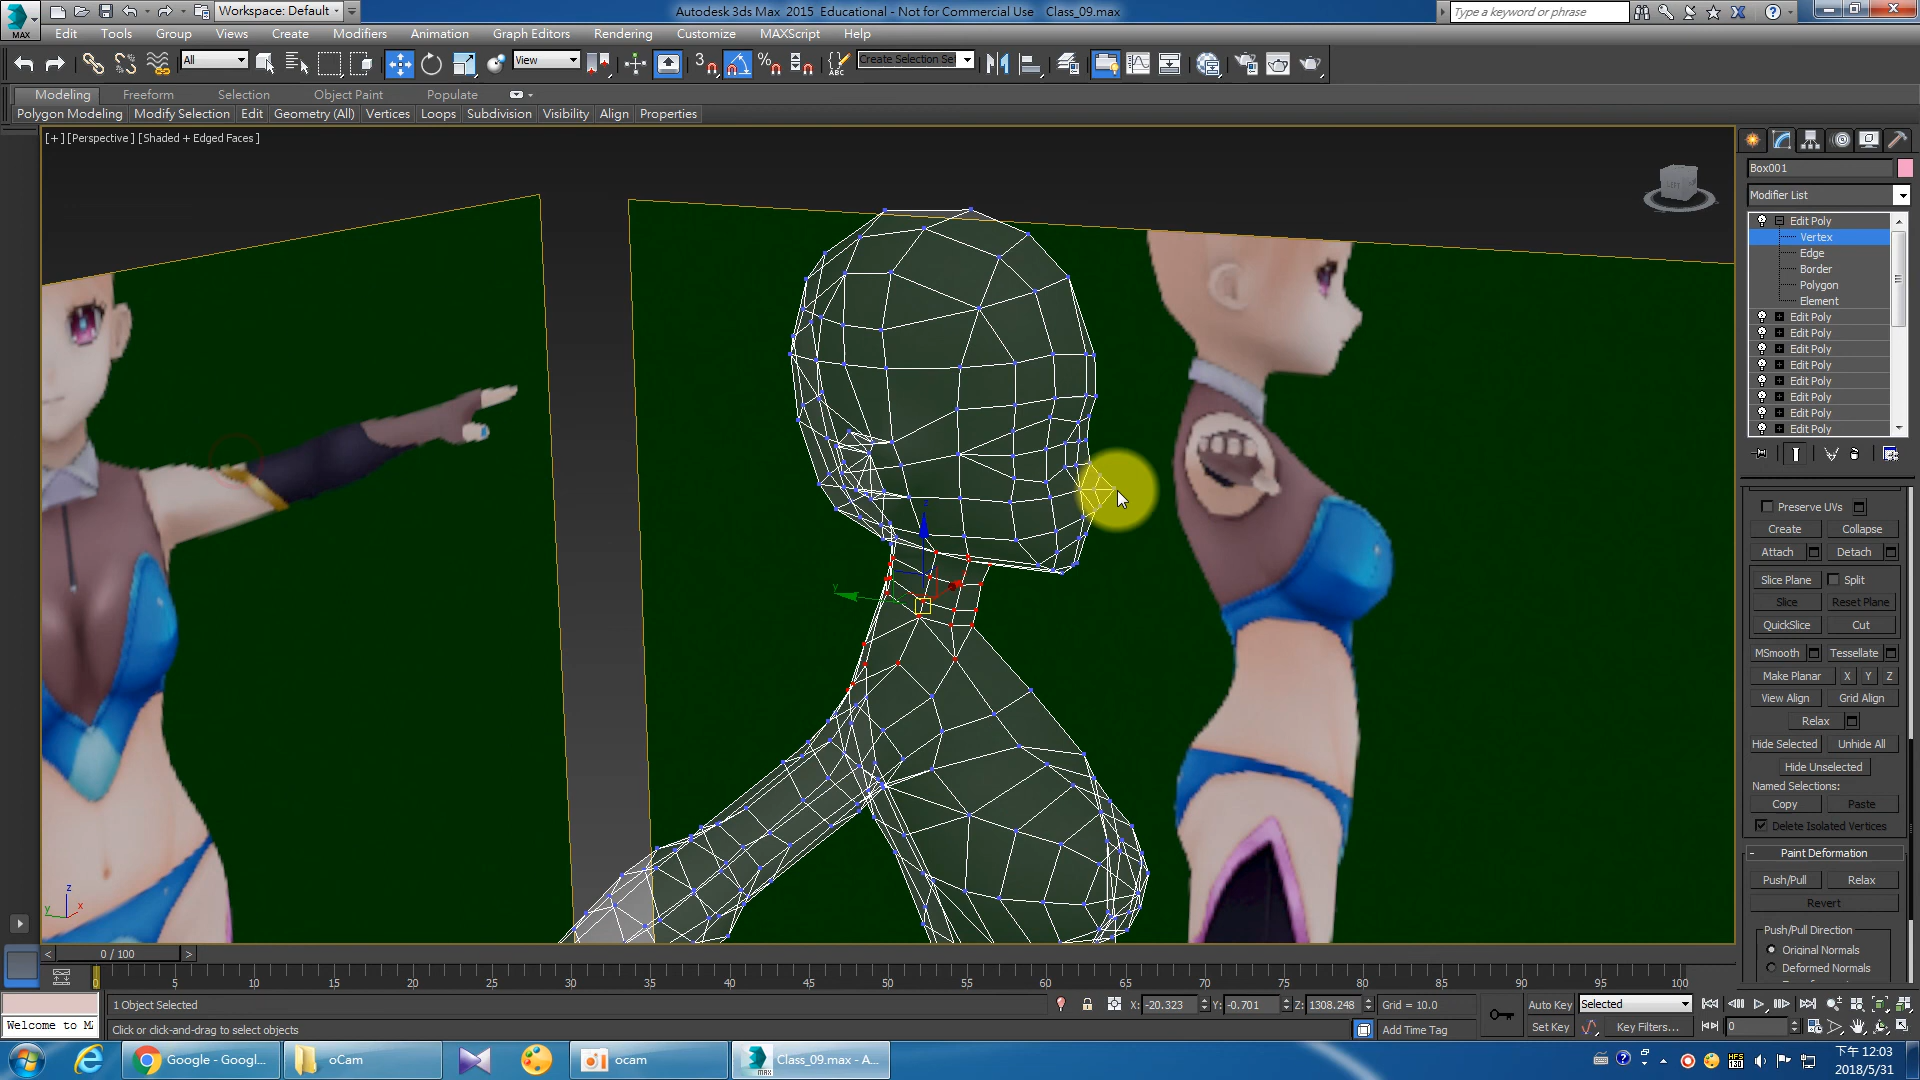 Workspace: Default
Autodesk 3ds Max 2015 Educational - Not for Commercial Use Class_09.max
Type a keyword or phrase
MAX
Edit Tools Group Views Create Modifiers Animation Graph Editors Rendering Customize MAXScript Help
All
View
3
ABC
Create Selection Se
Modeling Freeform Selection Object Paint Populate
Polygon Modeling Modify Selection Edit Geometry (All) Vertices Loops Subdivision Visibility Align Properties
[+] [Perspective] [Shaded + Edged Faces]
Box001
Modifier List
Edit Poly
Vertex
Edge
Border
Polygon
Element
Edit Poly
Edit Poly
Edit Poly
Edit Poly
Edit Poly
Edit Poly
Edit Poly
Edit Poly
Preserve UVs
Create Collapse
Attach Detach
Slice Plane Split
Slice Reset Plane
QuickSlice Cut
MSmooth Tessellate
Make Planar X Y Z
View Align Grid Align
Relax
Hide Selected Unhide All
Hide Unselected
Named Selections:
Copy Paste
Delete Isolated Vertices
- Paint Deformation
Push/Pull Relax
Revert
Push/Pull Direction
Original Normals
Deformed Normals
y
z
y x
< 0 / 100 >
0 5 10 15 20 25 30 35 40 45 50 55 60 65 70 75 80 85 90 95 100
1 Object Selected
X: -20.323 Y: -0.701 Z: 1308.248 Grid = 10.0
Auto Key Selected
Welcome to M
Click or click-and-drag to select objects
Add Time Tag
Set Key Key Filters... 0
Google - Googl...
oCam
ocam
Class_09.max - A...
下午 12:03
2018/5/31